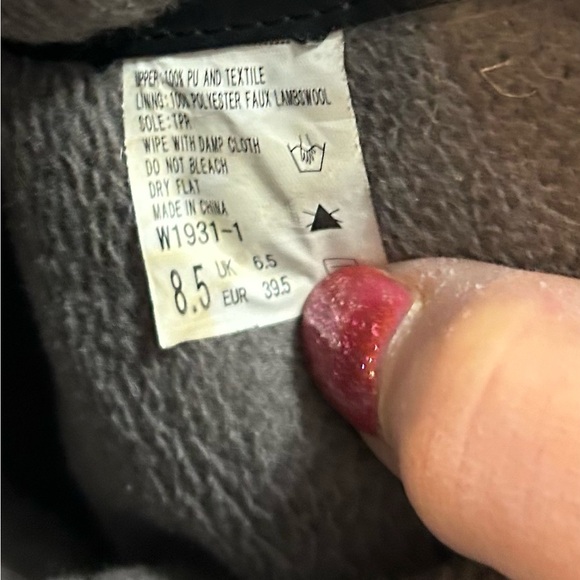 UPPER:100% PU AND TEXTILE
LINING:100% POLYESTER FAUX LAMBSWOOL
SOLE:TPR
WIPE WITH DAMP CLOTH
DO NOT BLEACH
DRY FLAT
MADE IN CHINA
W1931-1
8.5 UK 6.5
EUR 39.5